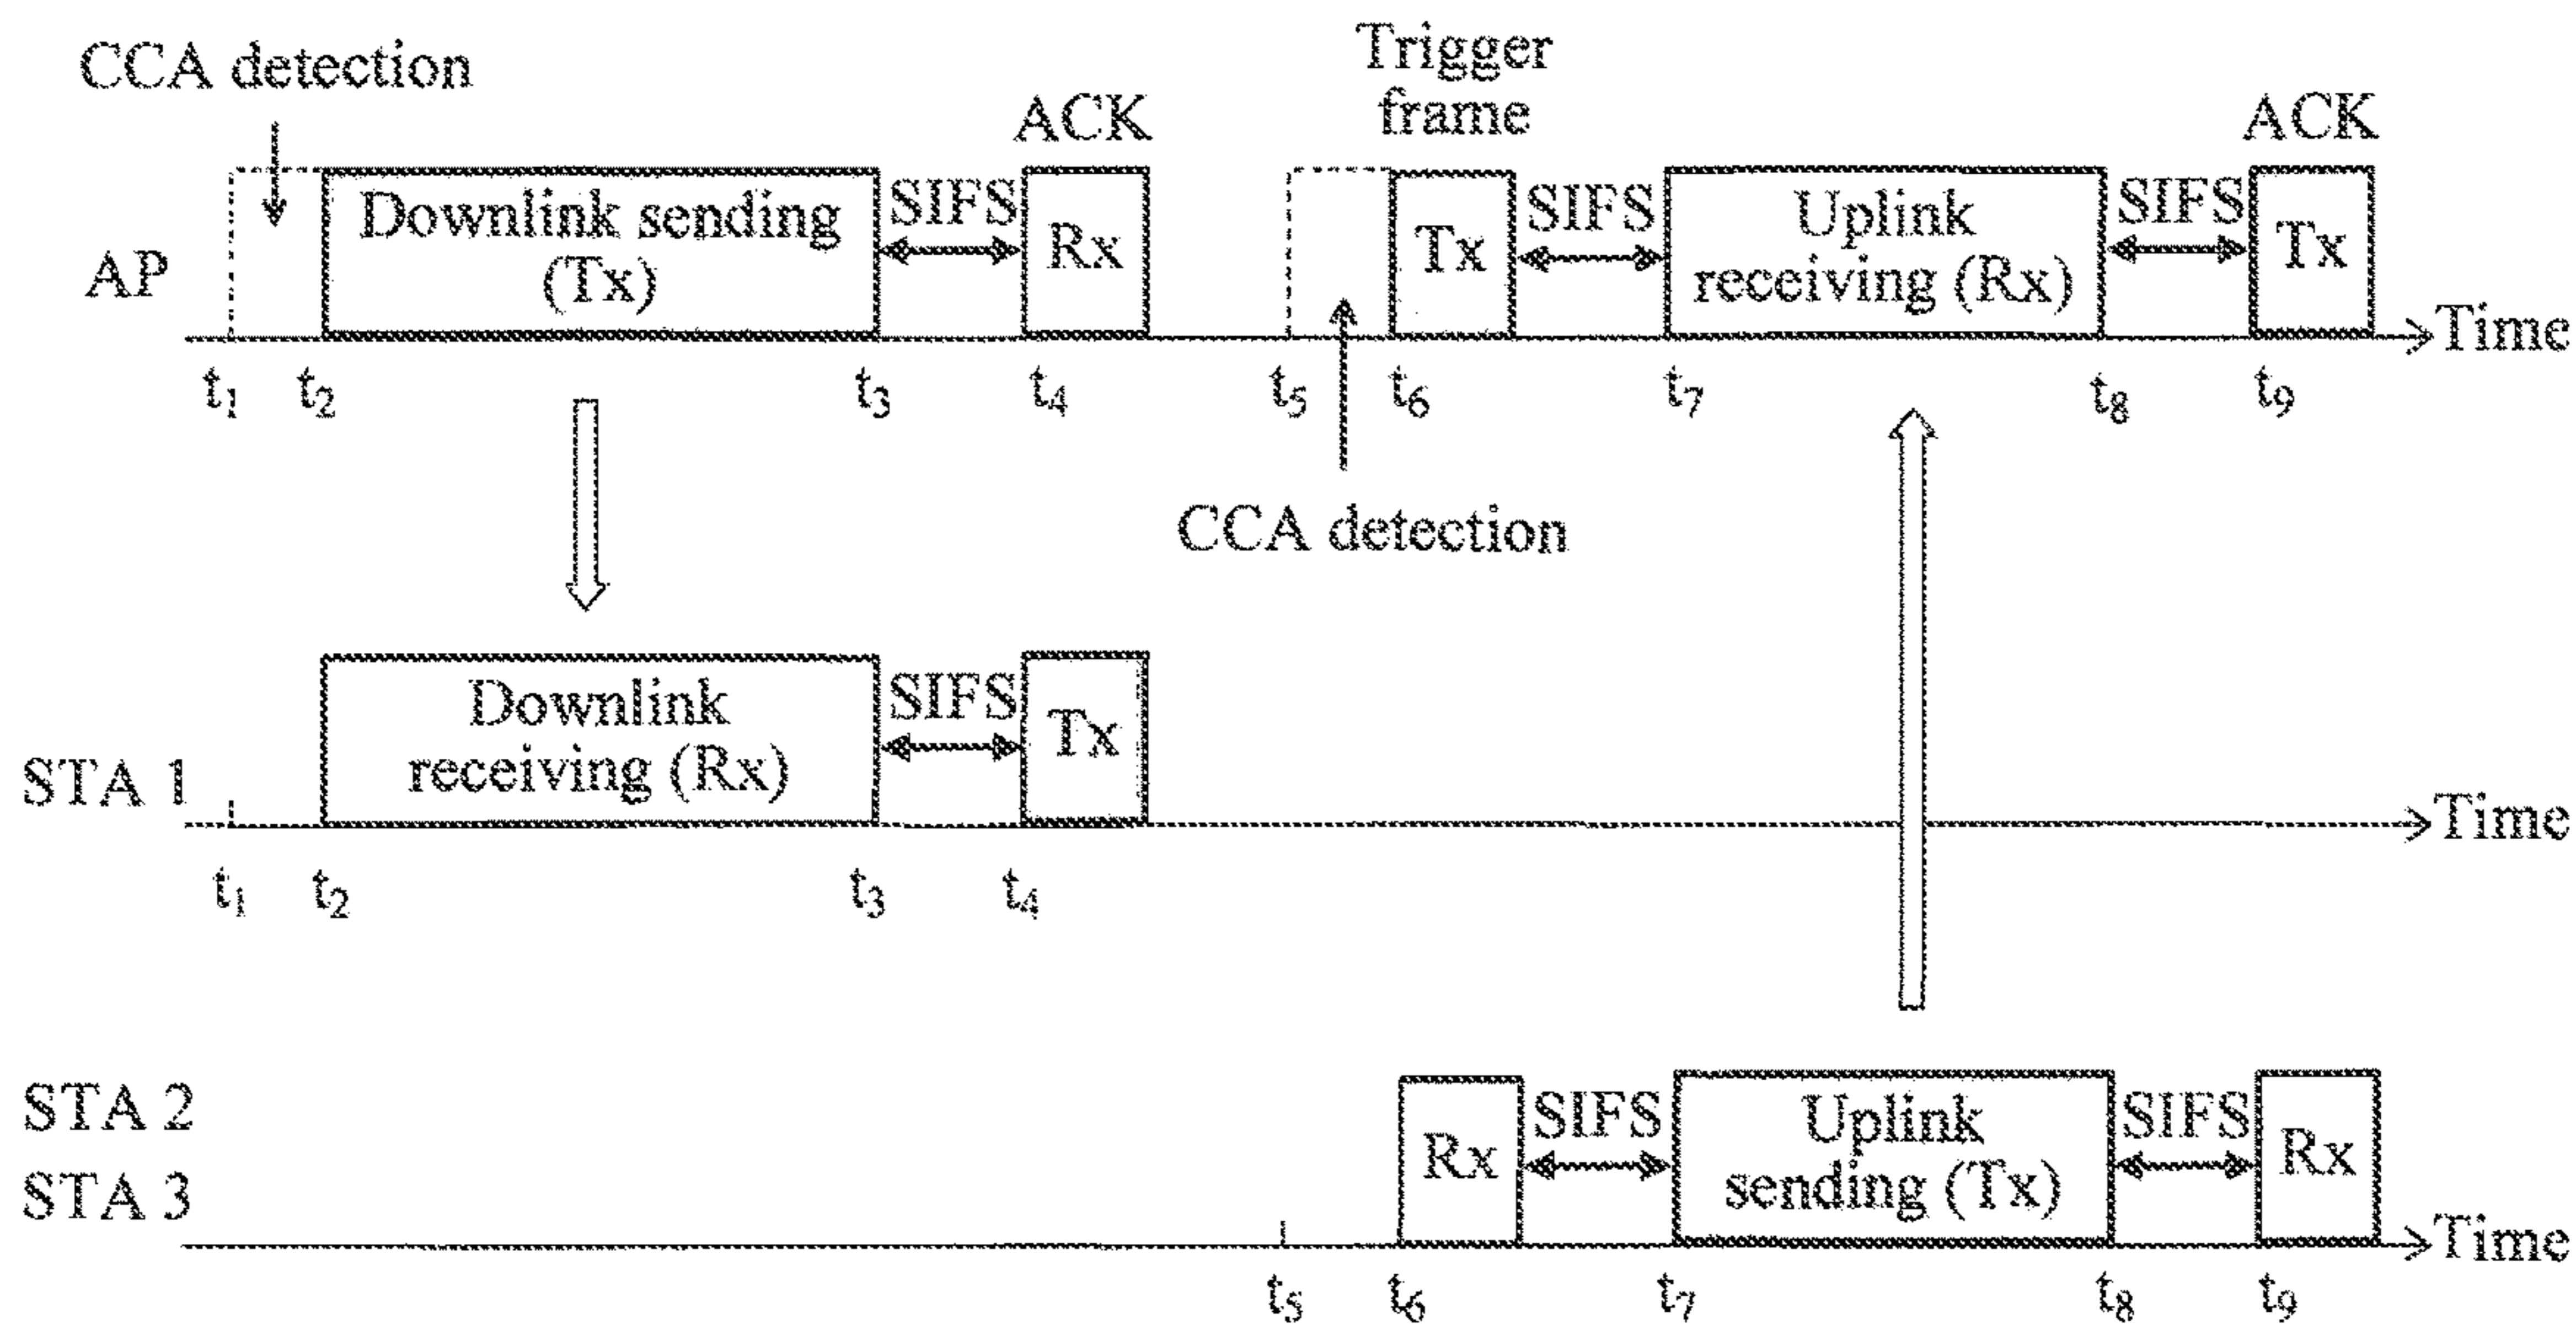 CCA detection
Trigger
frame
ACK
ACK
AP
Downlink sending
(Tx)
SIFS
Rx
Tx
SIFS
Uplink
receiving (Rx)
SIFS
Tx
Time
t1 t2 t3 t4 t5 t6 t7 t8 t9
CCA detection
STA 1
Downlink
receiving (Rx)
SIFS
Tx
Time
t1 t2 t3 t4
STA 2
STA 3
Rx
SIFS
Uplink
sending (Tx)
SIFS
Rx
Time
t5 t6 t7 t8 t9